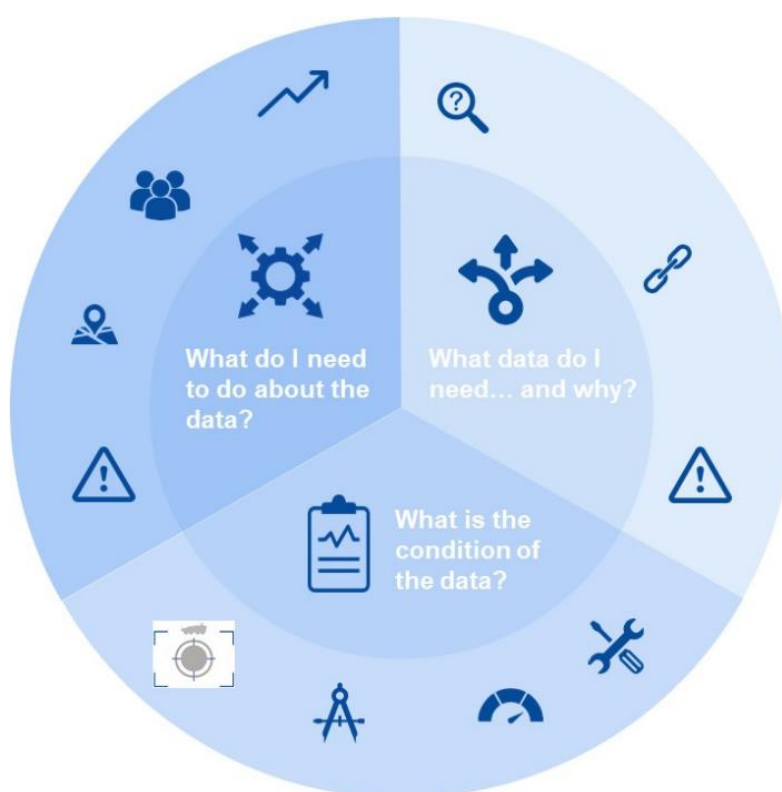 What do I need
to do about the
data?
What data do I
need... and why?
What is the
condition of
the data?